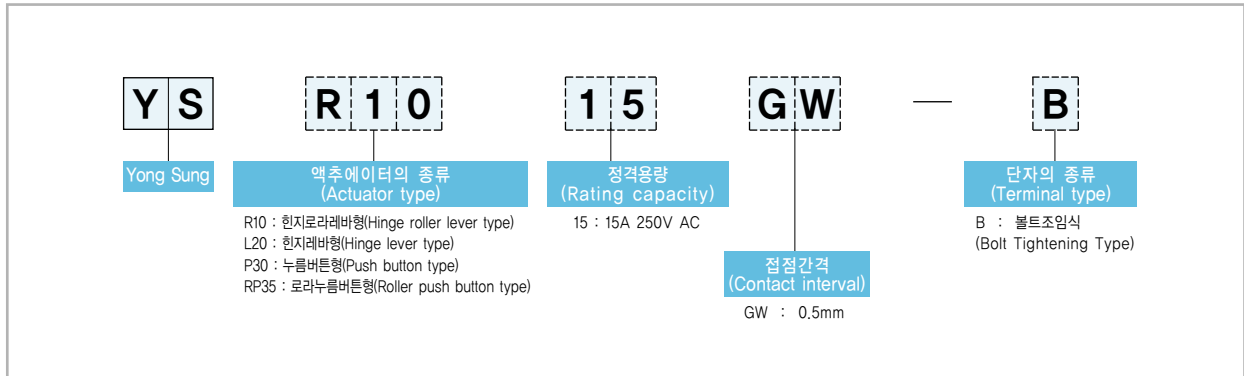 YS R10 15 GW — B
Yong Sung
액추에이터의 종류
(Actuator type)
R10 : 힌지로라레바형(Hinge roller lever type)
L20 : 힌지레바형(Hinge lever type)
P30 : 누름버튼형(Push button type)
RP35 : 로라누름버튼형(Roller push button type)
정격용량
(Rating capacity)
15 : 15A 250V AC
접점간격
(Contact interval)
GW : 0.5mm
단자의 종류
(Terminal type)
B : 볼트조임식
(Bolt Tightening Type)